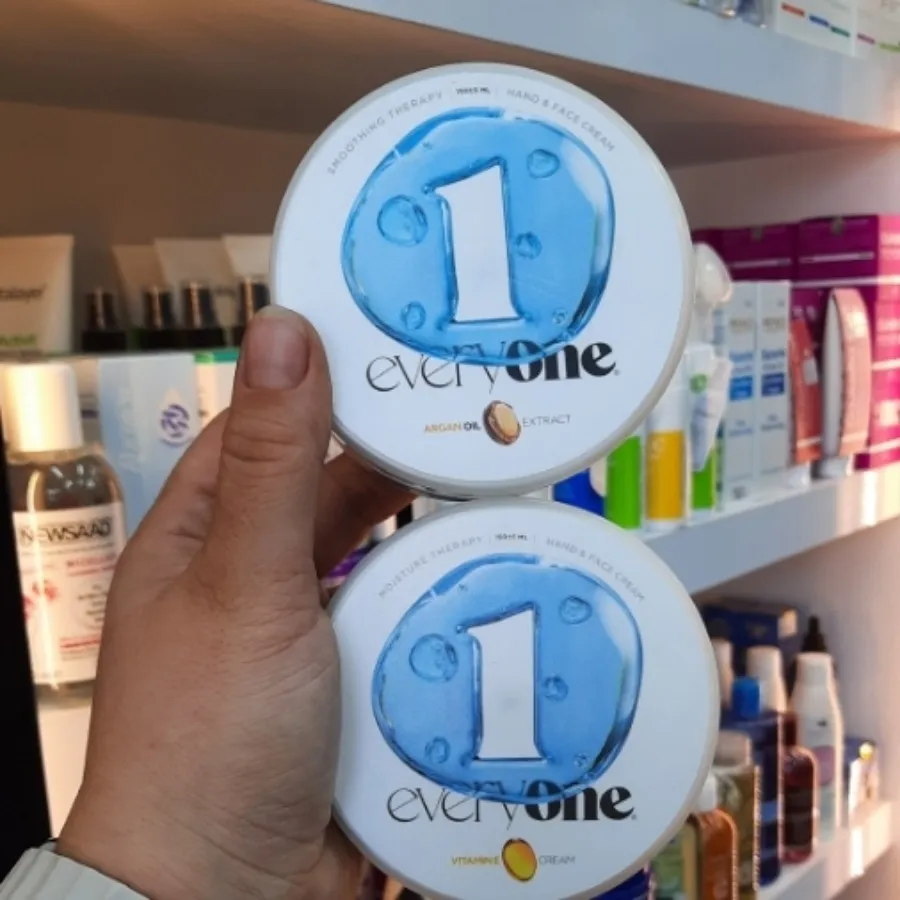 SMOOTHING THERAPY
HAND & FACE CREAM
1
everyone
ARGAN OIL EXTRACT
MOISTURE THERAPY
HAND & FACE CREAM
1
everyone
VITAMIN E CREAM
NEWSAAD